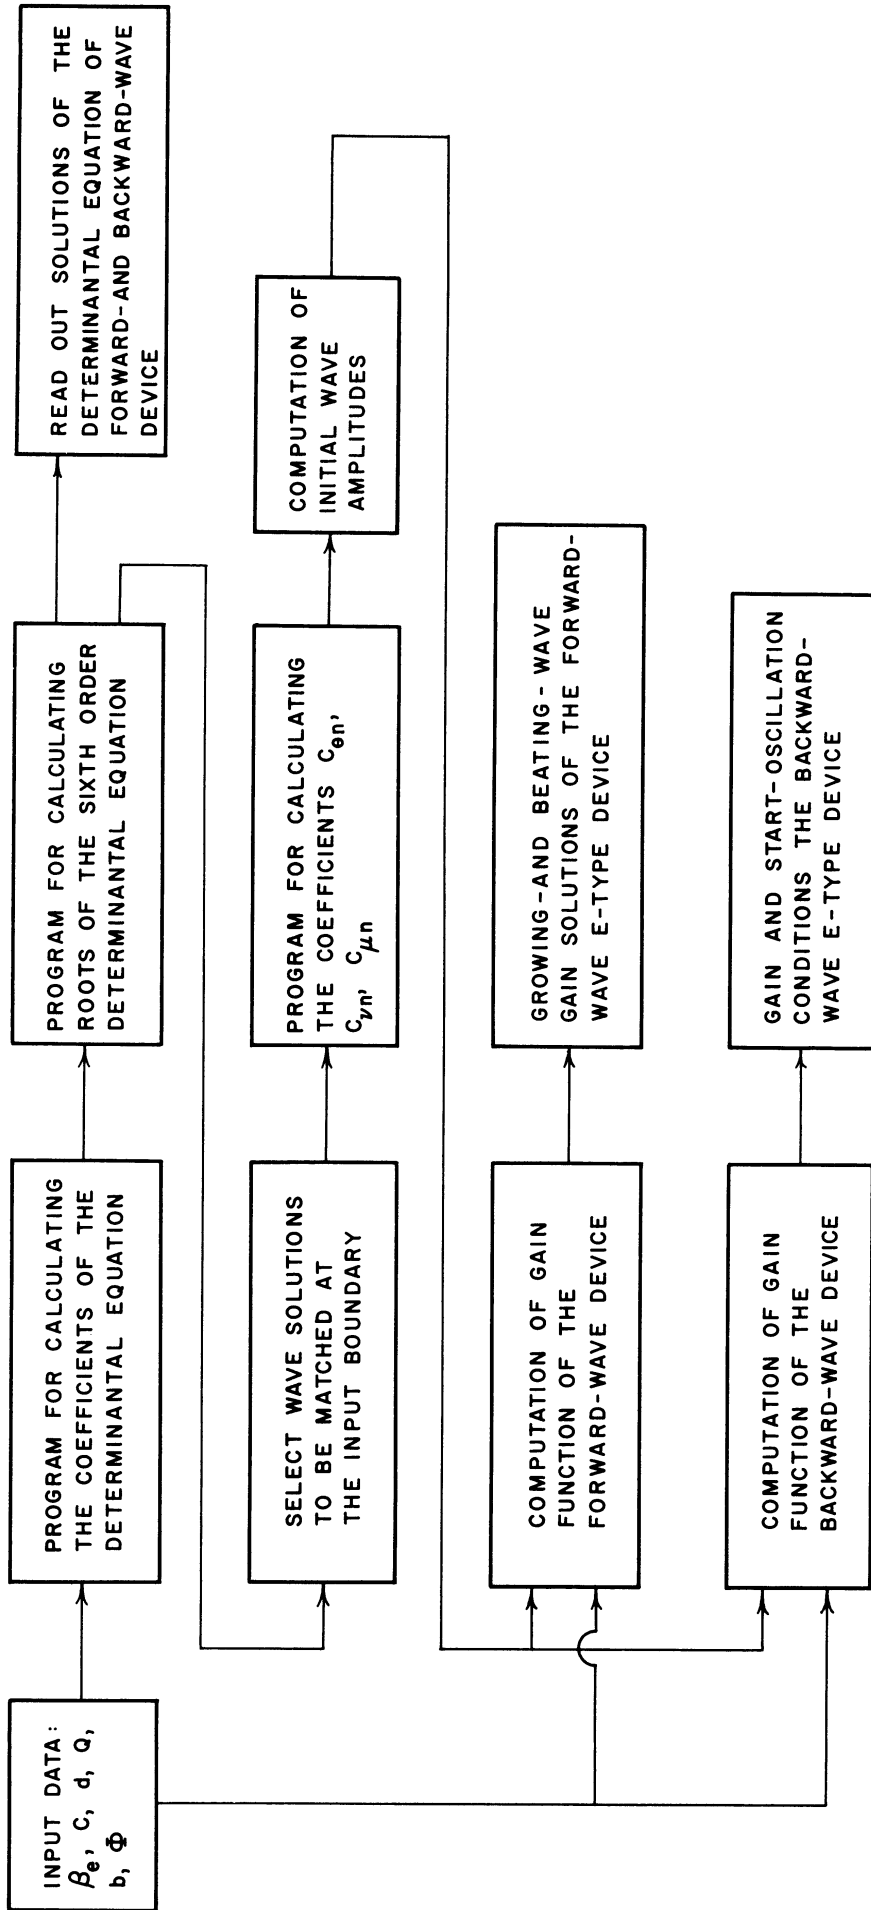 INPUT DATA:
βe, C, d, Q,
b, Φ
PROGRAM FOR CALCULATING
THE COEFFICIENTS OF THE
DETERMINANTAL EQUATION
PROGRAM FOR CALCULATING
ROOTS OF THE SIXTH ORDER
DETERMINANTAL EQUATION
READ OUT SOLUTIONS OF THE
DETERMINANTAL EQUATION OF
FORWARD-AND BACKWARD-WAVE
DEVICE
SELECT WAVE SOLUTIONS
TO BE MATCHED AT
THE INPUT BOUNDARY
PROGRAM FOR CALCULATING
THE COEFFICIENTS Cθn,
Cνn, Cμn
COMPUTATION OF
INITIAL WAVE
AMPLITUDES
COMPUTATION OF GAIN
FUNCTION OF THE
FORWARD-WAVE DEVICE
GROWING-AND BEATING-WAVE
GAIN SOLUTIONS OF THE FORWARD-
WAVE E-TYPE DEVICE
COMPUTATION OF GAIN
FUNCTION OF THE
BACKWARD-WAVE DEVICE
GAIN AND START-OSCILLATION
CONDITIONS THE BACKWARD-
WAVE E-TYPE DEVICE